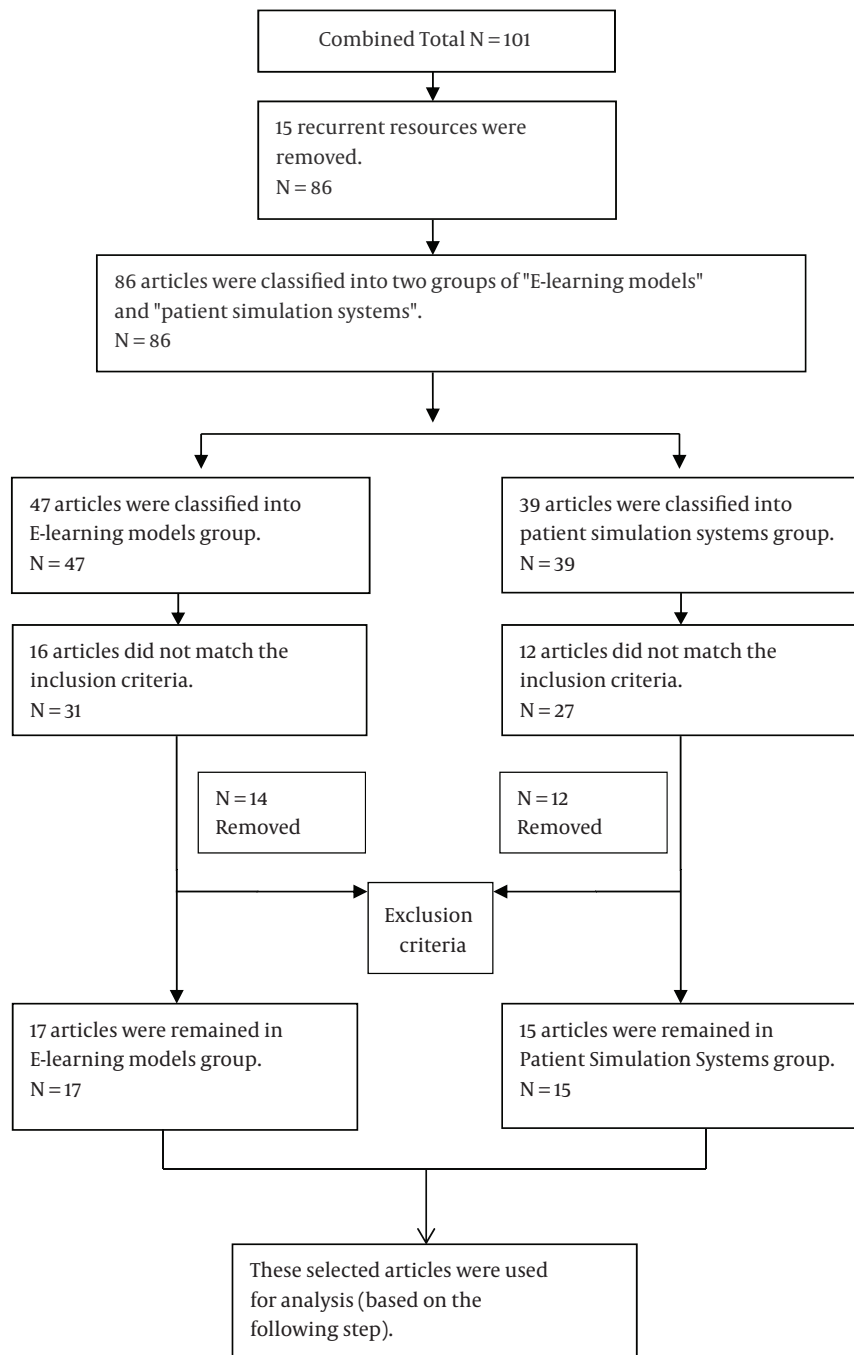 Combined Total N = 101
15 recurrent resources were
removed.
N = 86
86 articles were classified into two groups of "E-learning models"
and "patient simulation systems".
N = 86
47 articles were classified into
E-learning models group.
N = 47
39 articles were classified into
patient simulation systems group.
N = 39
16 articles did not match the
inclusion criteria.
N = 31
12 articles did not match the
inclusion criteria.
N = 27
N = 14
Removed
N = 12
Removed
Exclusion
criteria
17 articles were remained in
E-learning models group.
N = 17
15 articles were remained in
Patient Simulation Systems group.
N = 15
These selected articles were used
for analysis (based on the
following step).